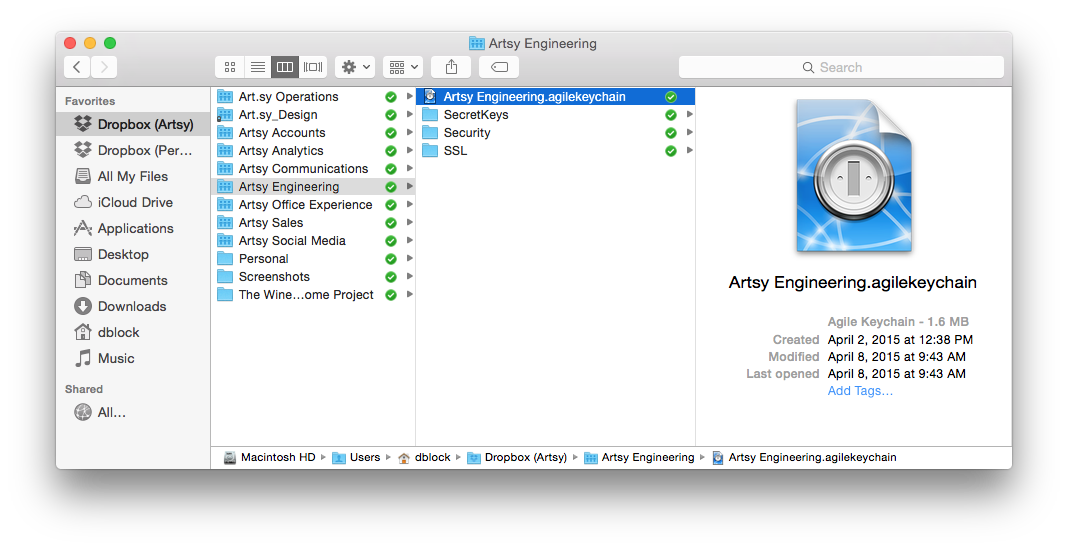 Artsy Engineering
Search
Favorites
Dropbox (Artsy)
Dropbox (Per…
All My Files
iCloud Drive
Applications
Desktop
Documents
Downloads
dblock
Music
Shared
All…
Art.sy Operations
Art.sy_Design
Artsy Accounts
Artsy Analytics
Artsy Communications
Artsy Engineering
Artsy Office Experience
Artsy Sales
Artsy Social Media
Personal
Screenshots
The Wine…ome Project
Artsy Engineering.agilekeychain
SecretKeys
Security
SSL
Artsy Engineering.agilekeychain
Agile Keychain - 1.6 MB
Created April 2, 2015 at 12:38 PM
Modified April 8, 2015 at 9:43 AM
Last opened April 8, 2015 at 9:43 AM
Add Tags…
Macintosh HD ▸ Users ▸ dblock ▸ Dropbox (Artsy) ▸ Artsy Engineering ▸ Artsy Engineering.agilekeychain